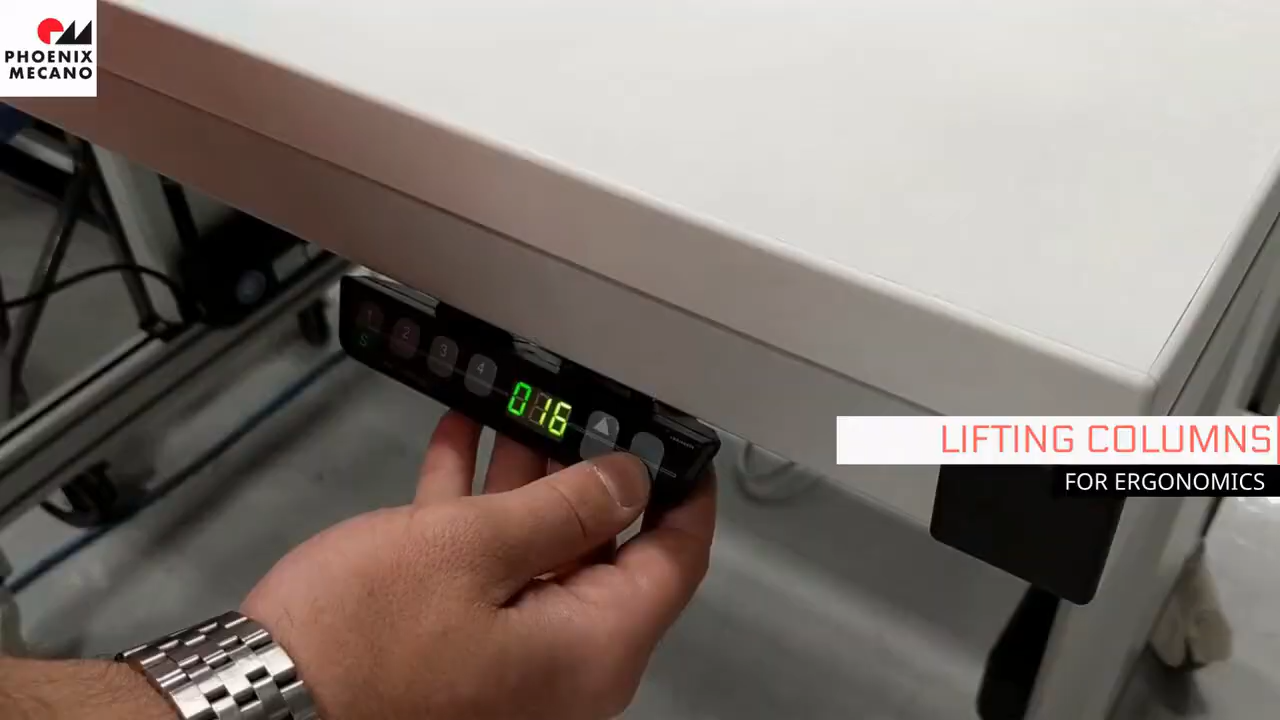 PHOENIX
MECANO
1 2 3 4
S
016
LIFTING COLUMNS
FOR ERGONOMICS